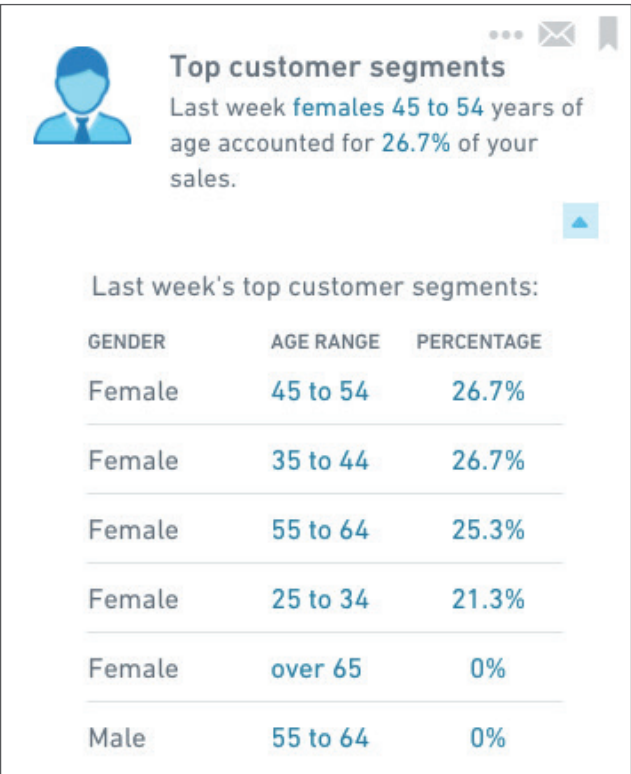 Top customer segments
Last week females 45 to 54 years of
age accounted for 26.7% of your
sales.
Last week's top customer segments:
GENDER AGE RANGE PERCENTAGE
Female 45 to 54 26.7%
Female 35 to 44 26.7%
Female 55 to 64 25.3%
Female 25 to 34 21.3%
Female over 65 0%
Male 55 to 64 0%